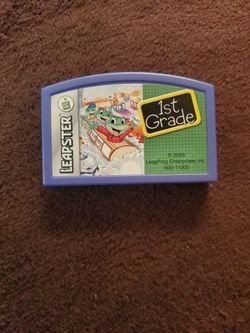 LEAPSTER
1st
Grade
© 2003
LeapFrog Enterprises Inc.
500-11000